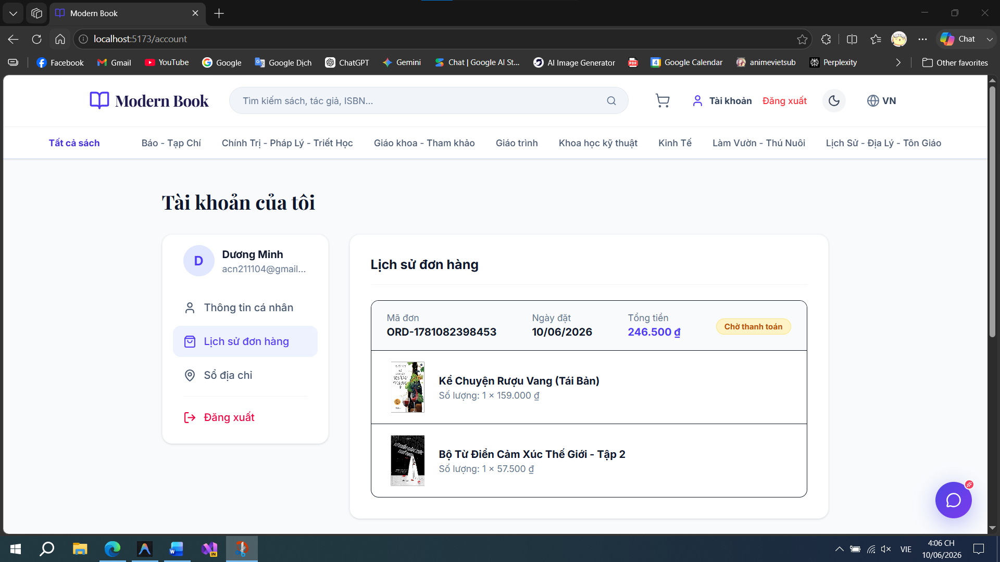 Modern Book
localhost:5173/account
Chat
Facebook
Gmail
YouTube
Google
Google Dịch
ChatGPT
Gemini
Chat | Google AI St...
AI Image Generator
PDF
4
Google Calendar
animevietsub
Perplexity
Other favorites
Modern Book
Tìm kiếm sách, tác giả, ISBN...
Tài khoản
Đăng xuất
VN
Tất cả sách
Báo - Tạp Chí
Chính Trị - Pháp Lý - Triết Học
Giáo khoa - Tham khảo
Giáo trình
Khoa học kỹ thuật
Kinh Tế
Làm Vườn - Thú Nuôi
Lịch Sử - Địa Lý - Tôn Giáo
Tài khoản của tôi
D
Dương Minh
acn211104@gmail...
Thông tin cá nhân
Lịch sử đơn hàng
Sổ địa chỉ
Đăng xuất
Lịch sử đơn hàng
Mã đơn
ORD-1781082398453
Ngày đặt
10/06/2026
Tổng tiền
246.500 ₫
Chờ thanh toán
Kể Chuyện Rượu Vang (Tái Bản)
Số lượng: 1 × 159.000 ₫
Bộ Từ Điển Cảm Xúc Thế Giới - Tập 2
Số lượng: 1 × 57.500 ₫
VIE
4:06 CH
10/06/2026